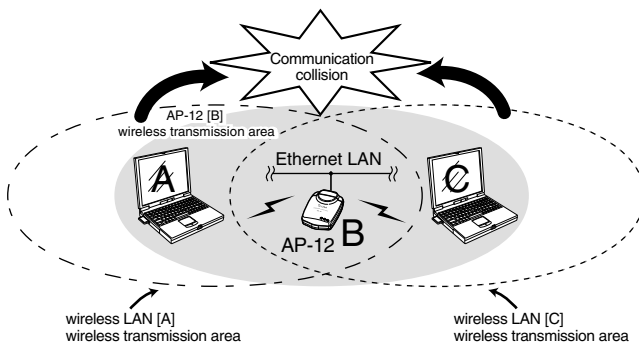 Communication
collision
AP-12 [B]
wireless transmission area
Ethernet LAN
A
C
AP-12 B
wireless LAN [A]
wireless transmission area
wireless LAN [C]
wireless transmission area